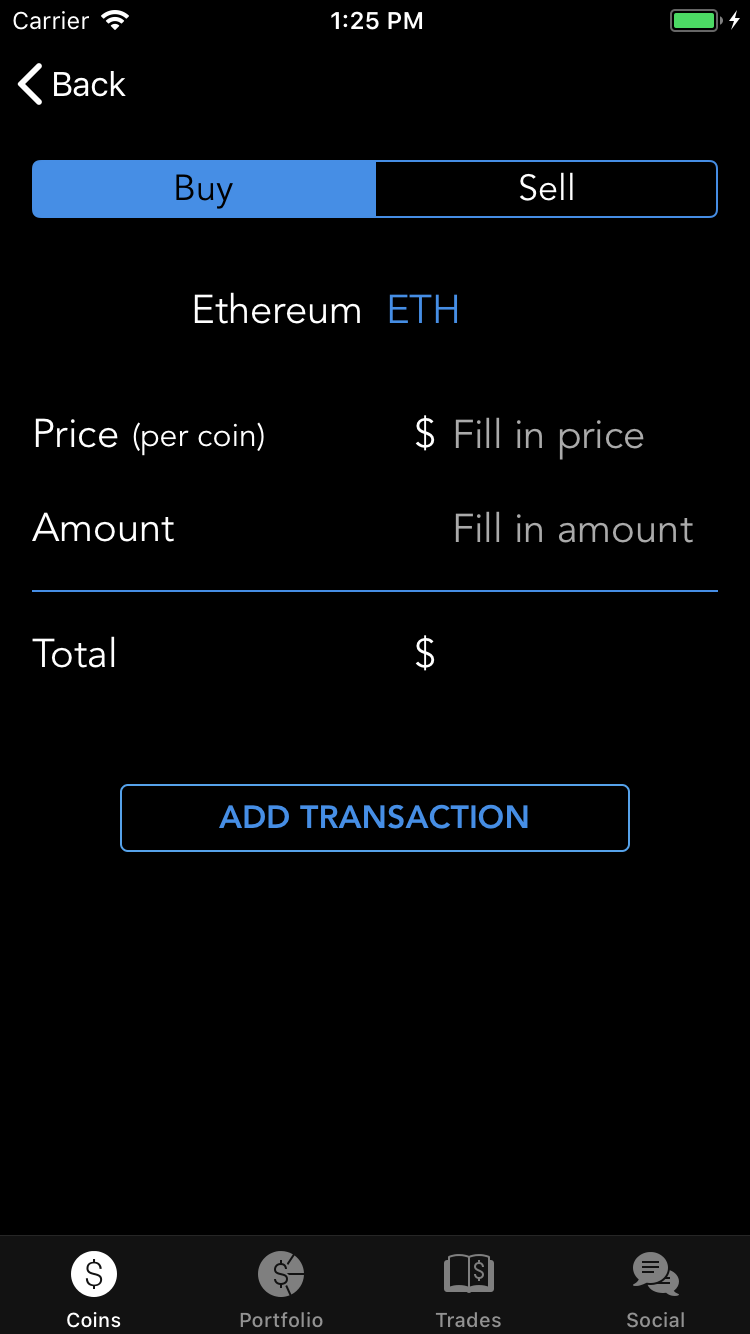 Carrier 1:25 PM
Back
Buy Sell
Ethereum ETH
Price (per coin) $ Fill in price
Amount Fill in amount
Total $
ADD TRANSACTION
$ $ $
Coins Portfolio Trades Social